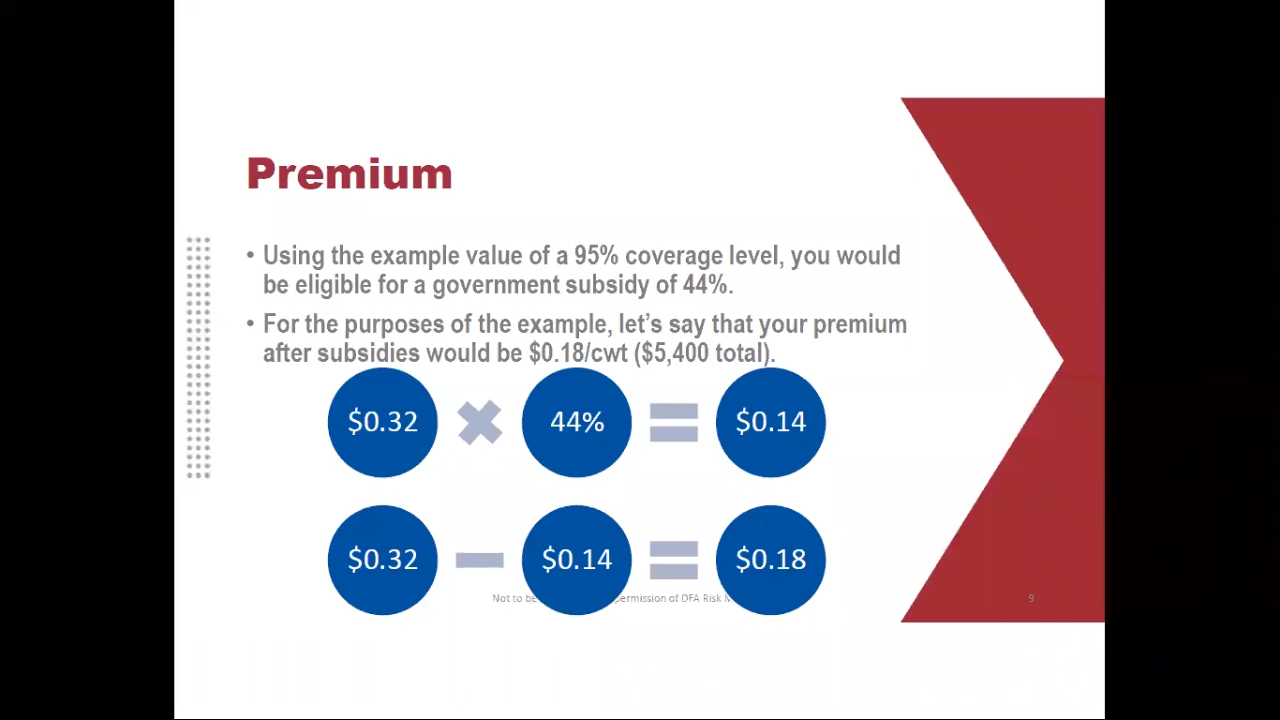 Premium
• Using the example value of a 95% coverage level, you would
be eligible for a government subsidy of 44%.
• For the purposes of the example, let's say that your premium
after subsidies would be $0.18/cwt ($5,400 total).
$0.32 × 44% = $0.14
$0.32 − $0.14 = $0.18
Not to be permission of DFA Risk 9